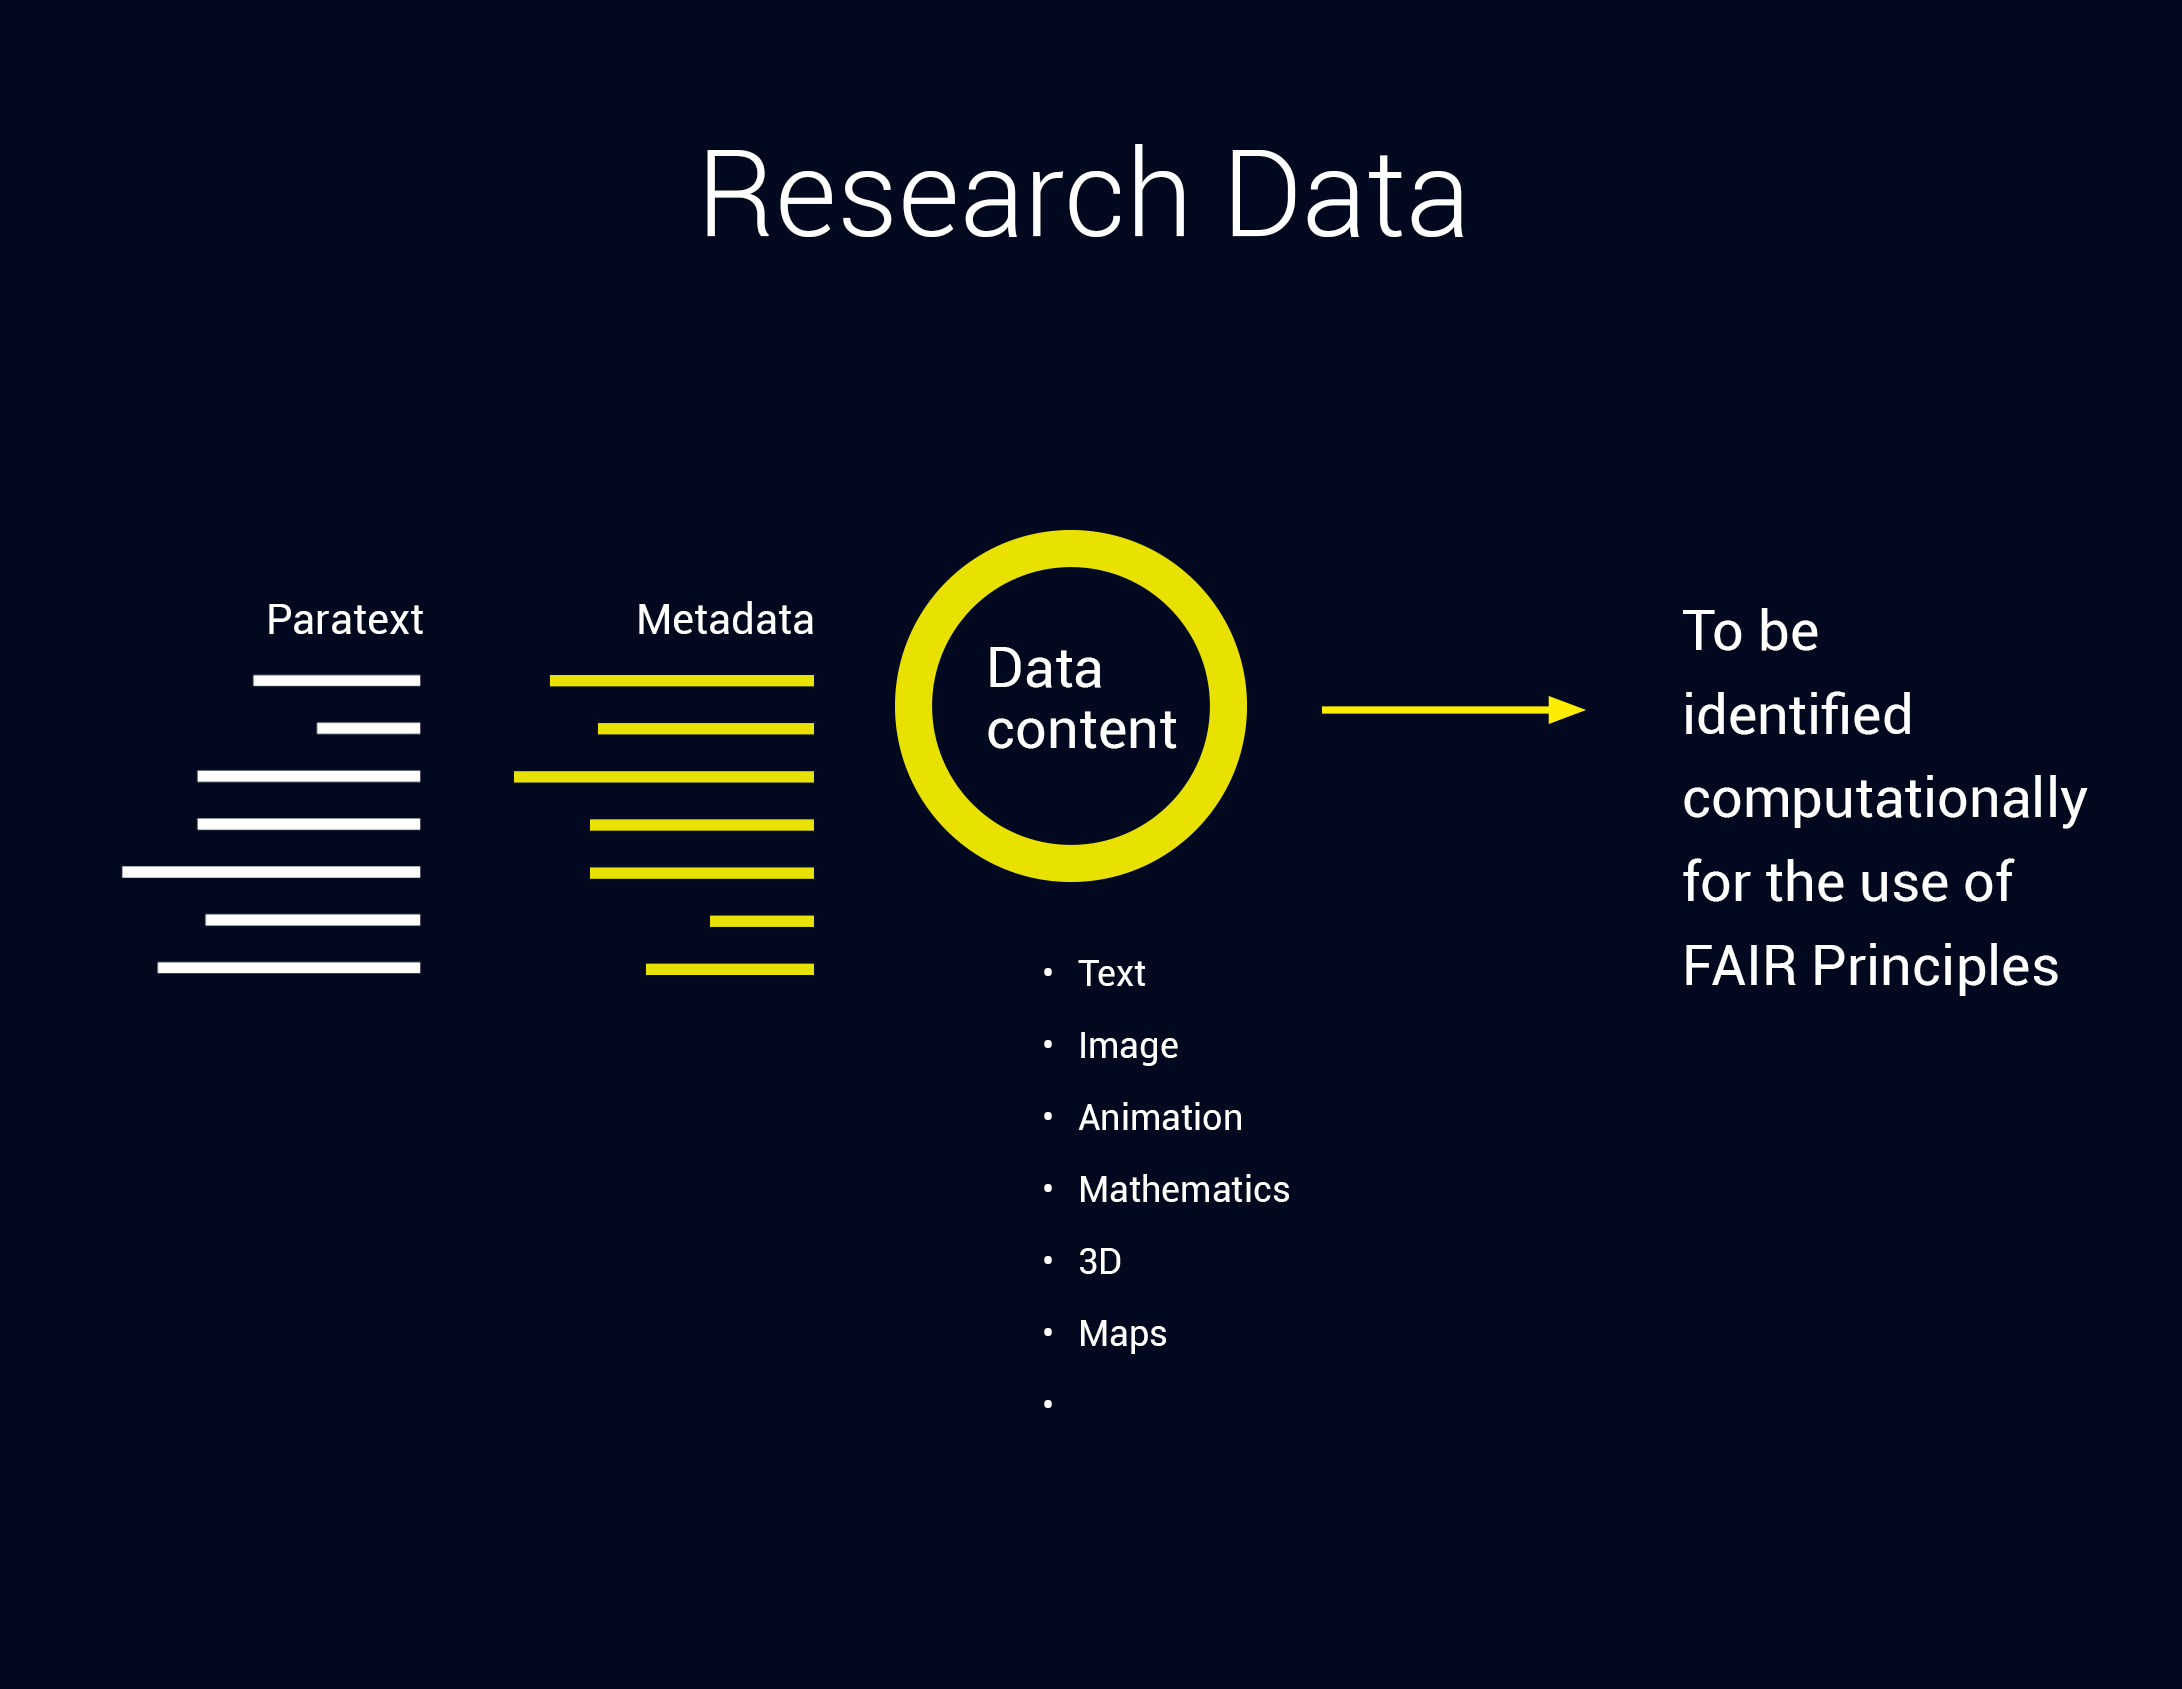 Research Data
Paratext
Metadata
Data
content
To be
identified
computationally
for the use of
FAIR Principles
• Text
• Image
• Animation
• Mathematics
• 3D
• Maps
•